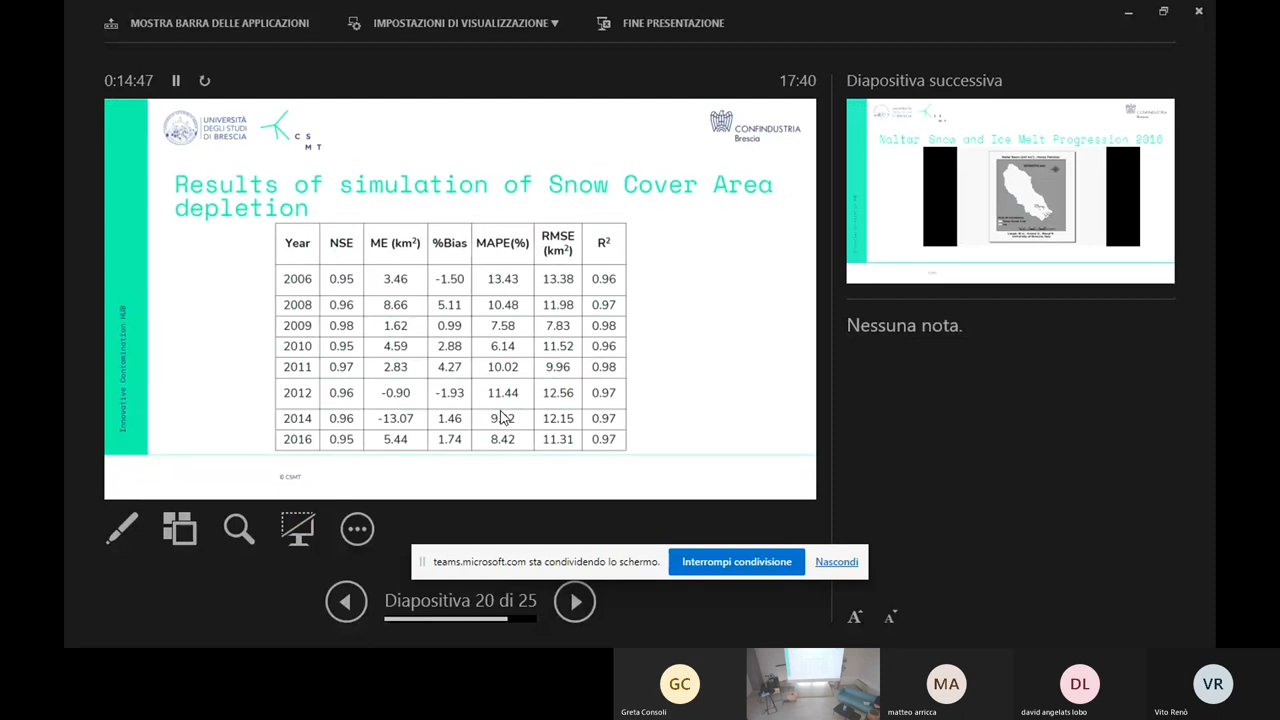 MOSTRA BARRA DELLE APPLICAZIONI
IMPOSTAZIONI DI VISUALIZZAZIONE ▼
FINE PRESENTAZIONE
0:14:47
17:40
Diapositiva successiva
UNIVERSITÀ
DEGLI STUDI
DI BRESCIA
CS
MT
CONFINDUSTRIA
Brescia
Results of simulation of Snow Cover Area
depletion
Year NSE ME (km²) %Bias MAPE(%) RMSE (km²) R²
2006 0.95 3.46 -1.50 13.43 13.38 0.96
2008 0.96 8.66 5.11 10.48 11.98 0.97
2009 0.98 1.62 0.99 7.58 7.83 0.98
2010 0.95 4.59 2.88 6.14 11.52 0.96
2011 0.97 2.83 4.27 10.02 9.96 0.98
2012 0.96 -0.90 -1.93 11.44 12.56 0.97
2014 0.96 -13.07 1.46 12.15 0.97
2016 0.95 5.44 1.74 8.42 11.31 0.97
© CSMT
Naltar Snow and Ice Melt Progression 2016
Nessuna nota.
teams.microsoft.com sta condividendo lo schermo.
Interrompi condivisione
Nascondi
Diapositiva 20 di 25
GC
Greta Consoli
MA
matteo arricca
DL
david angelats lobo
VR
Vito Renò